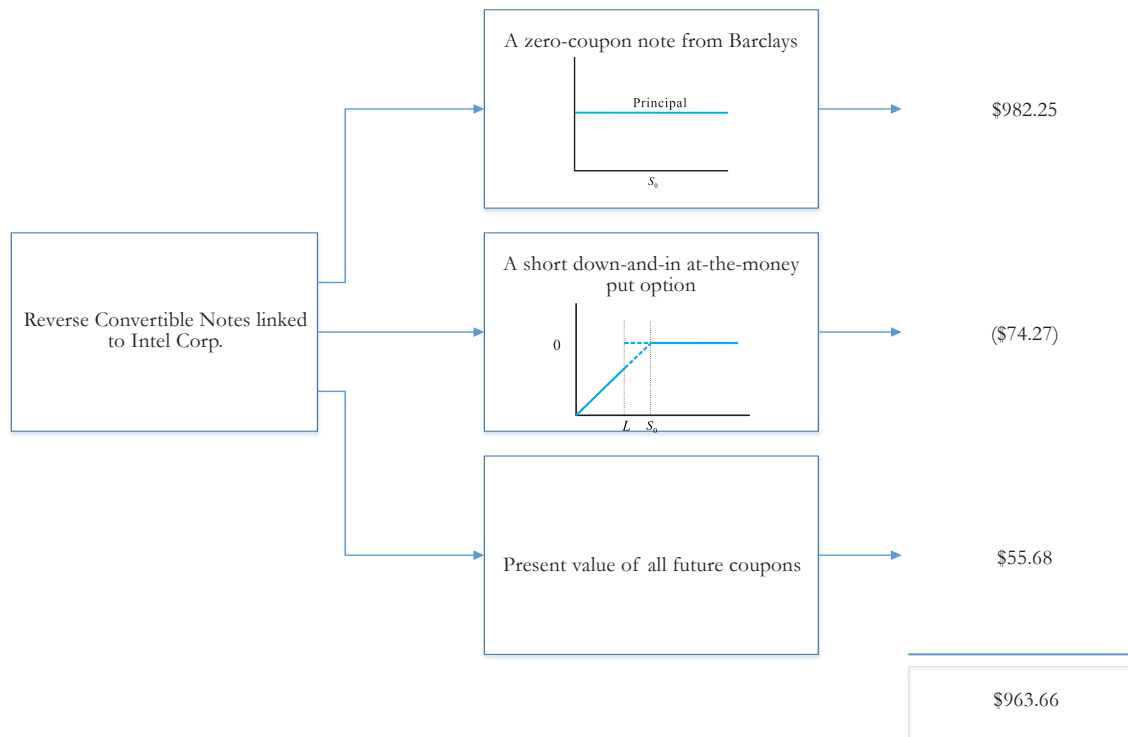 A zero-coupon note from Barclays
Principal
S₀
$982.25
Reverse Convertible Notes linked
to Intel Corp.
A short down-and-in at-the-money
put option
0
L S₀
($74.27)
Present value of all future coupons
$55.68
$963.66